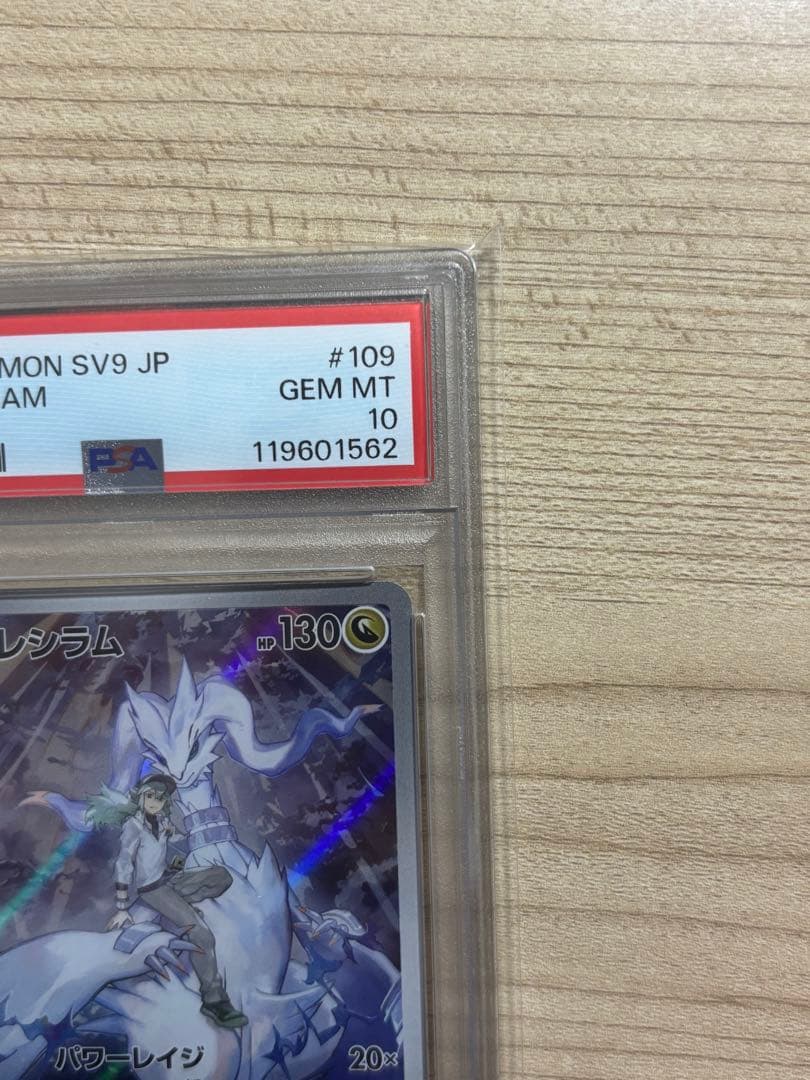 MON SV9 JP #109
AM GEM MT
10
PSA 119601562
レシラム HP 130
パワーレイジ 20×